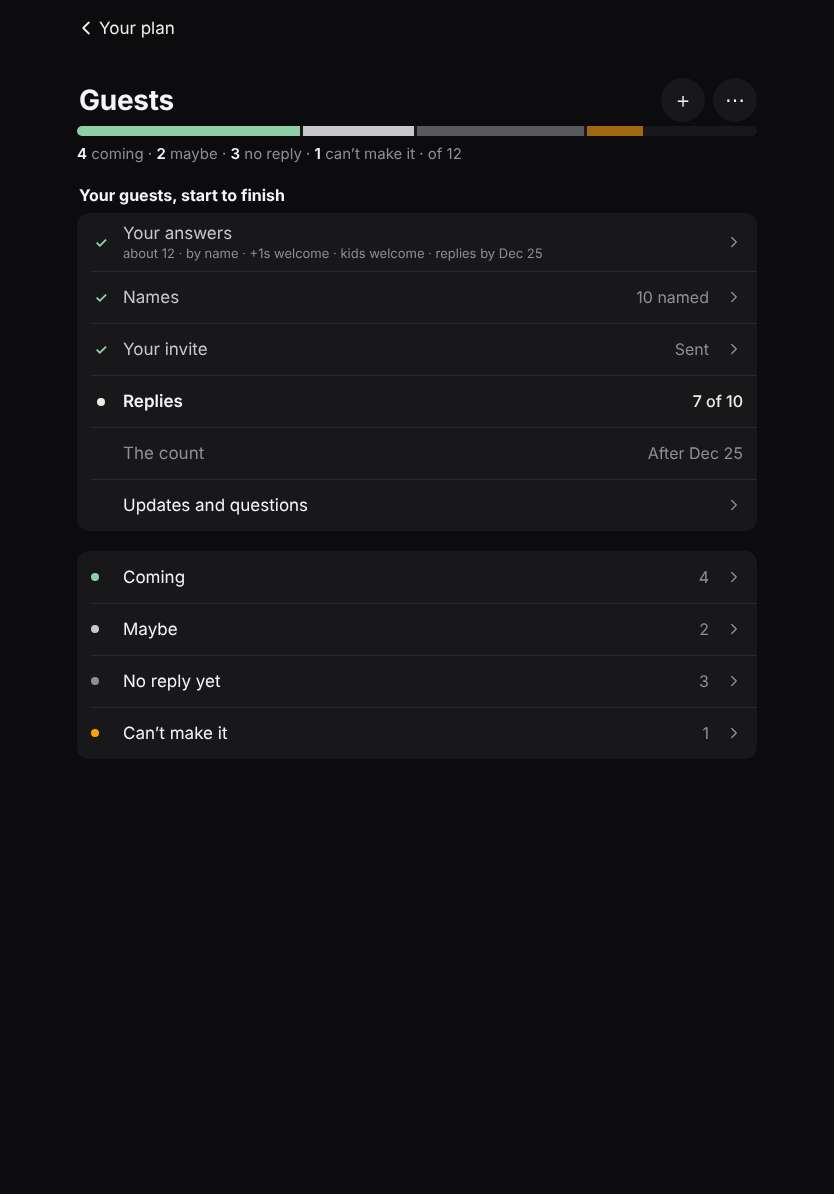 Your plan
Guests
+ ···
4 coming · 2 maybe · 3 no reply · 1 can’t make it · of 12
Your guests, start to finish
Your answers
about 12 · by name · +1s welcome · kids welcome · replies by Dec 25
Names 10 named
Your invite Sent
Replies 7 of 10
The count After Dec 25
Updates and questions
Coming 4
Maybe 2
No reply yet 3
Can’t make it 1